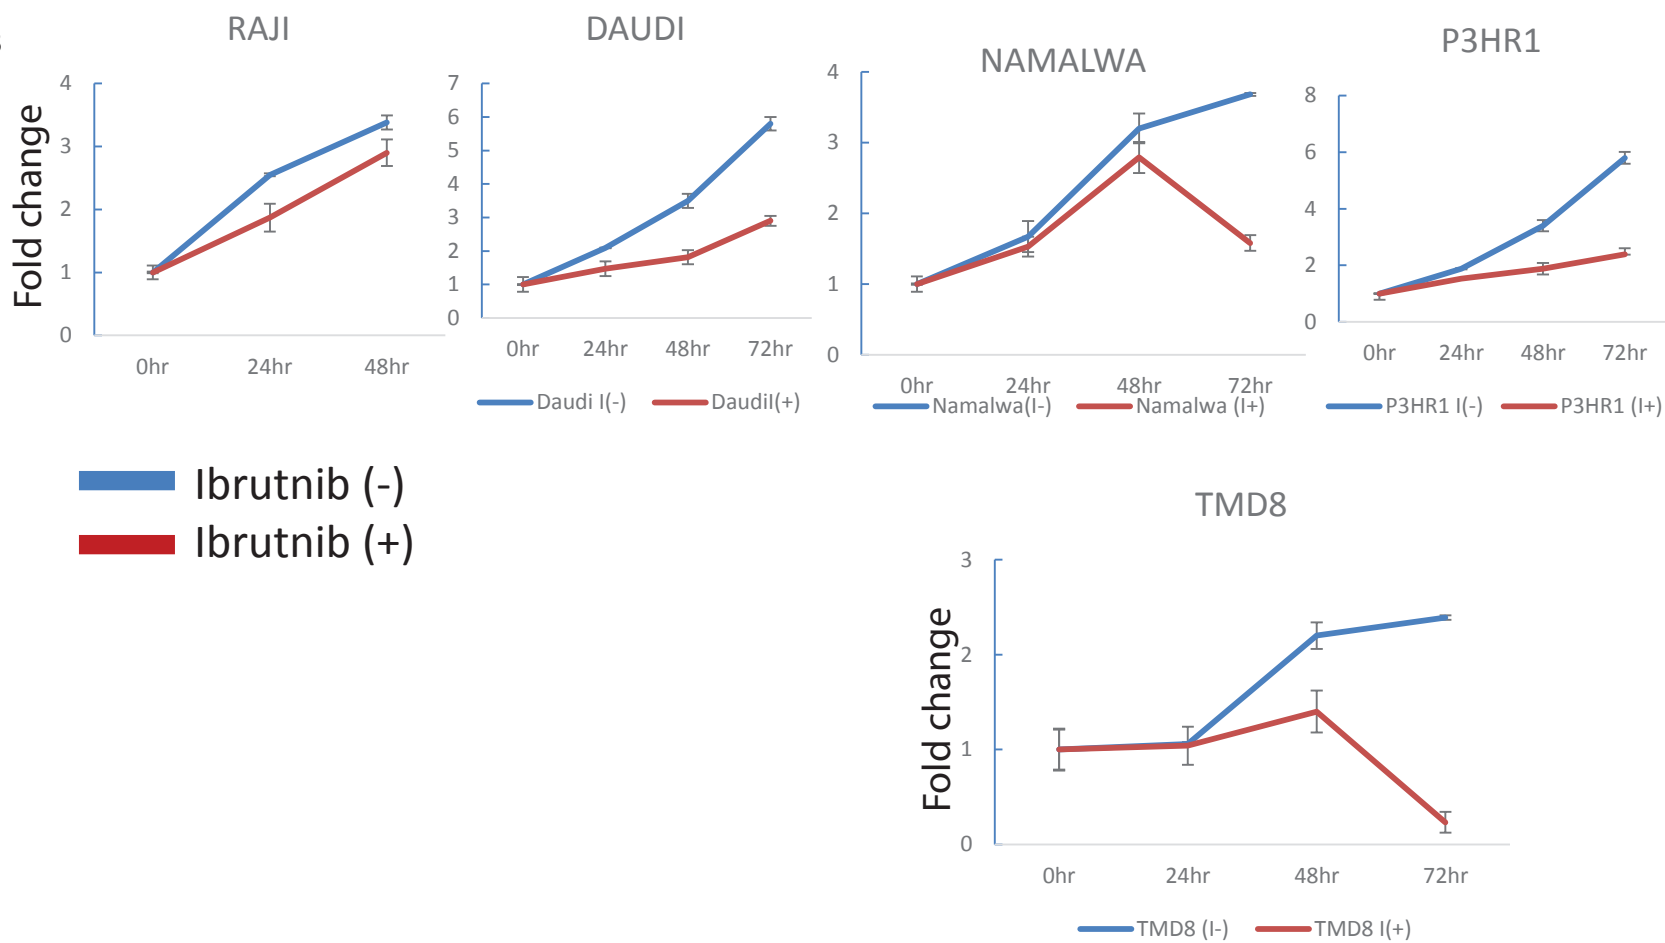 RAJI
Fold change
4
3
2
1
0
0hr 24hr 48hr
DAUDI
7
6
5
4
3
2
1
0
0hr 24hr 48hr 72hr
Daudi I(-) DaudiI(+)
NAMALWA
4
3
2
1
0
0hr 24hr 48hr 72hr
Namalwa(I-) Namalwa (I+)
P3HR1
8
6
4
2
0
0hr 24hr 48hr 72hr
P3HR1 I(-) P3HR1 (I+)
Ibrutnib (-)
Ibrutnib (+)
TMD8
Fold change
3
2
1
0
0hr 24hr 48hr 72hr
TMD8 (I-) TMD8 I(+)